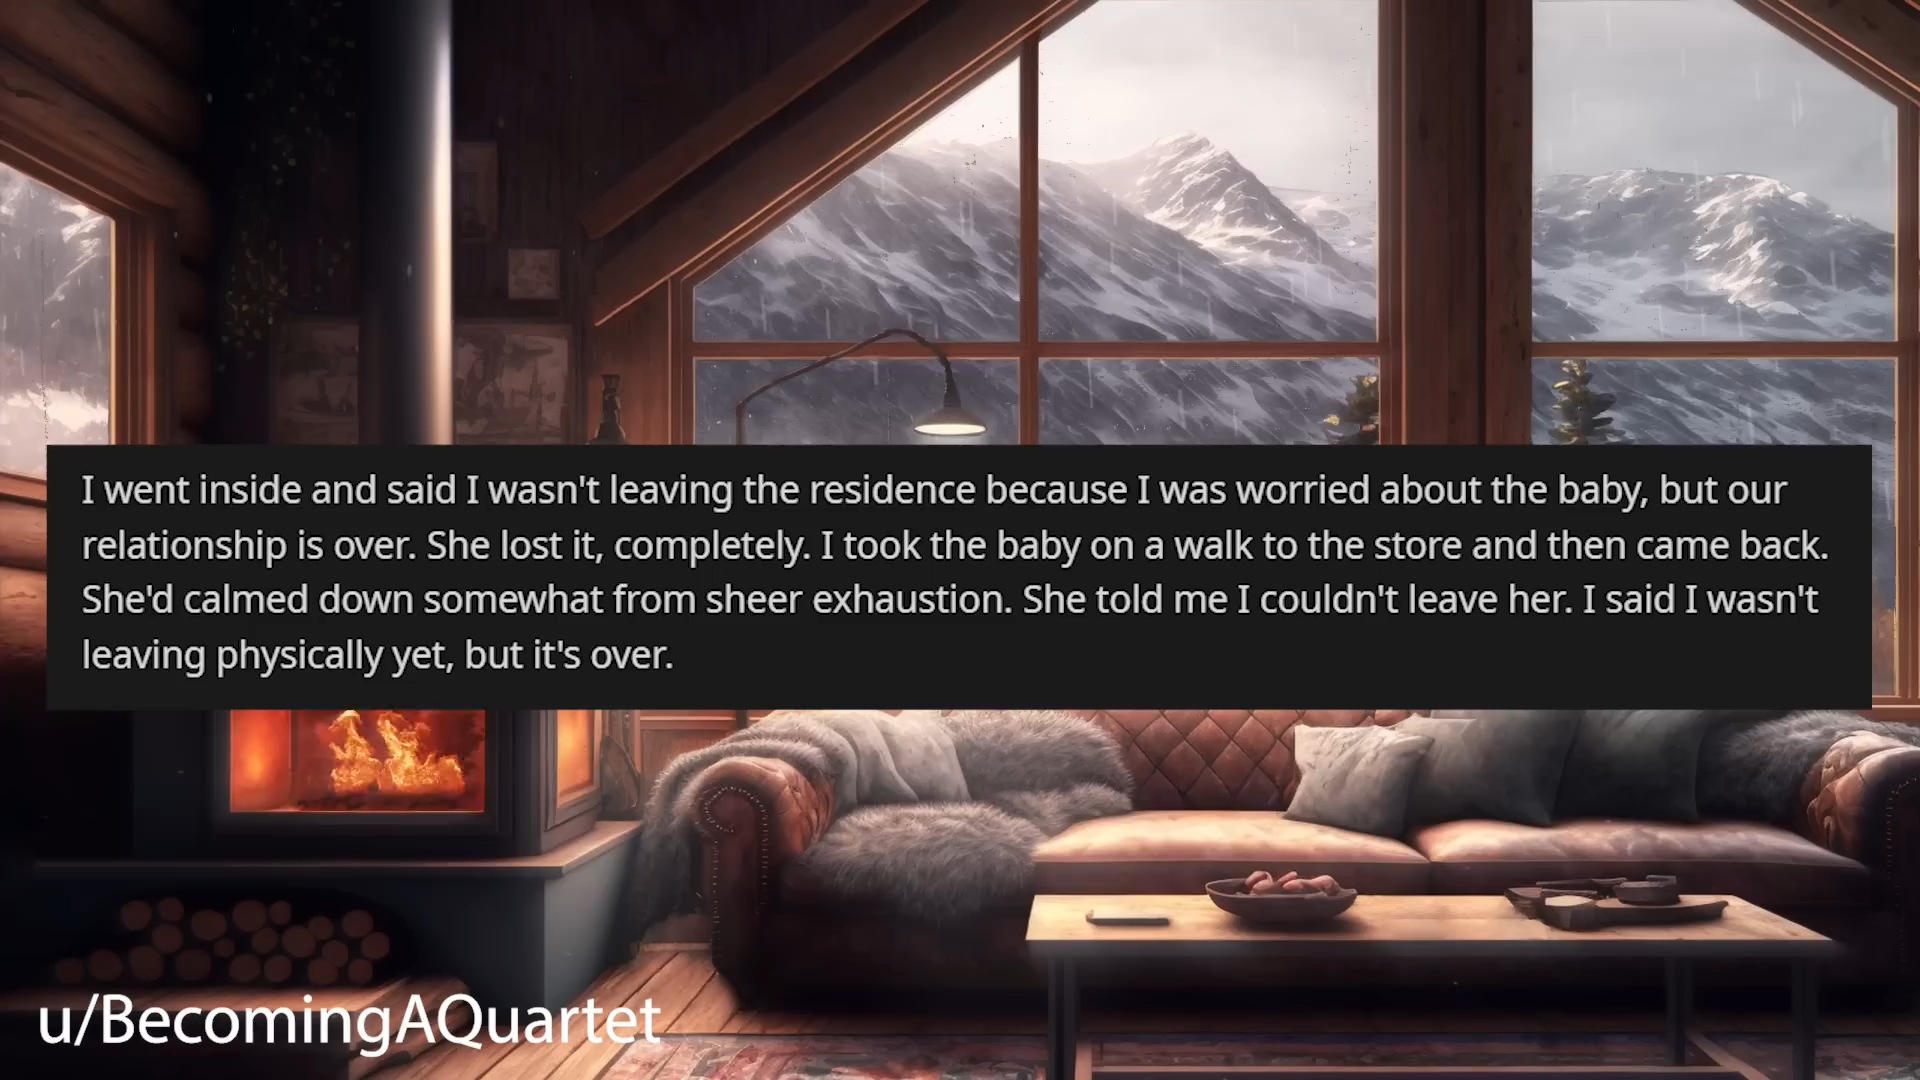 I went inside and said I wasn't leaving the residence because I was worried about the baby, but our
relationship is over. She lost it, completely. I took the baby on a walk to the store and then came back.
She'd calmed down somewhat from sheer exhaustion. She told me I couldn't leave her. I said I wasn't
leaving physically yet, but it's over.
u/BecomingAQuartet